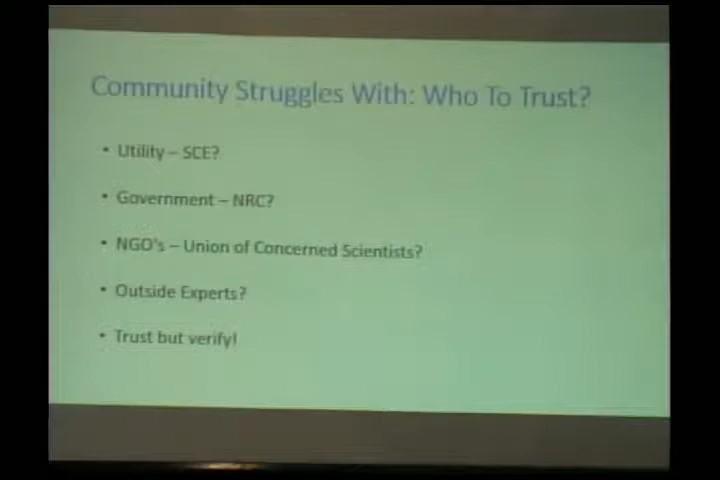 Community Struggles With: Who To Trust?
• Utility – SCE?
• Government – NRC?
• NGO's – Union of Concerned Scientists?
• Outside Experts?
• Trust but verify!